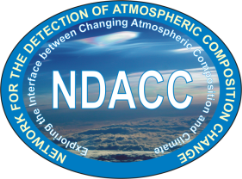 NETWORK FOR THE DETECTION OF ATMOSPHERIC COMPOSITION CHANGE
Exploring the Interface between Changing Atmospheric Composition and Climate
NDACC